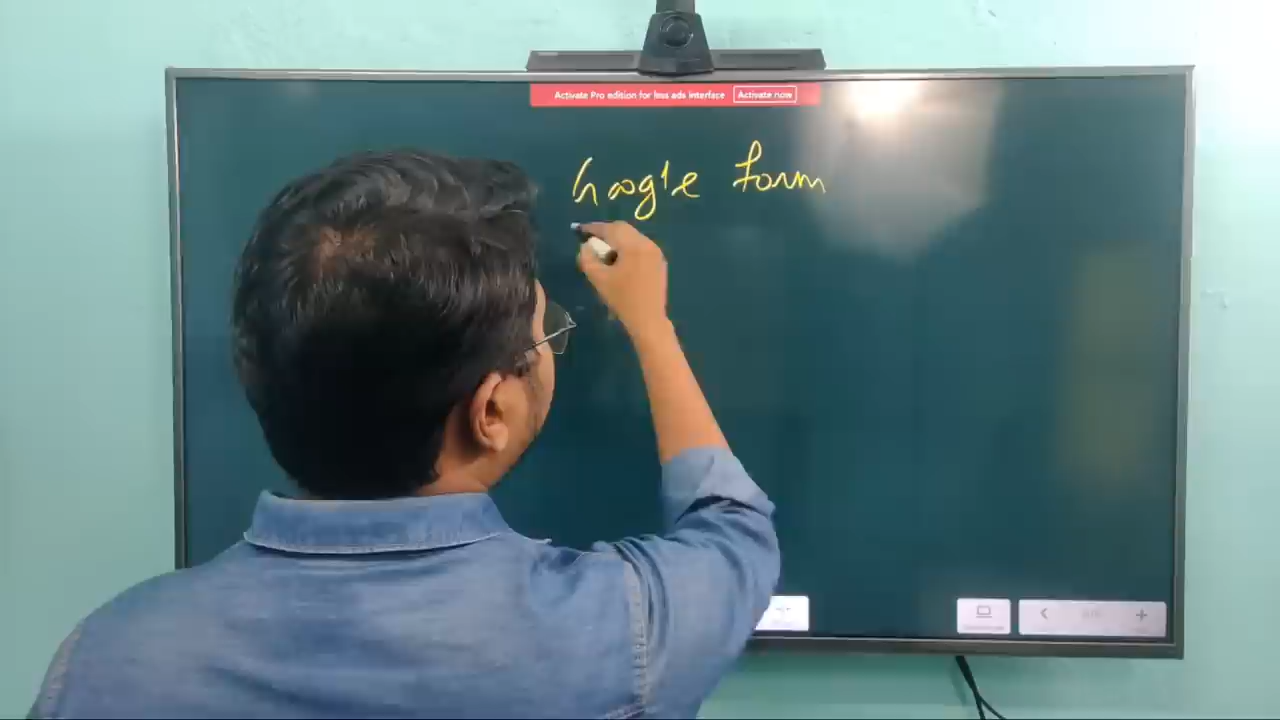 Activate Pro edition for less ads interface Activate now
Google form